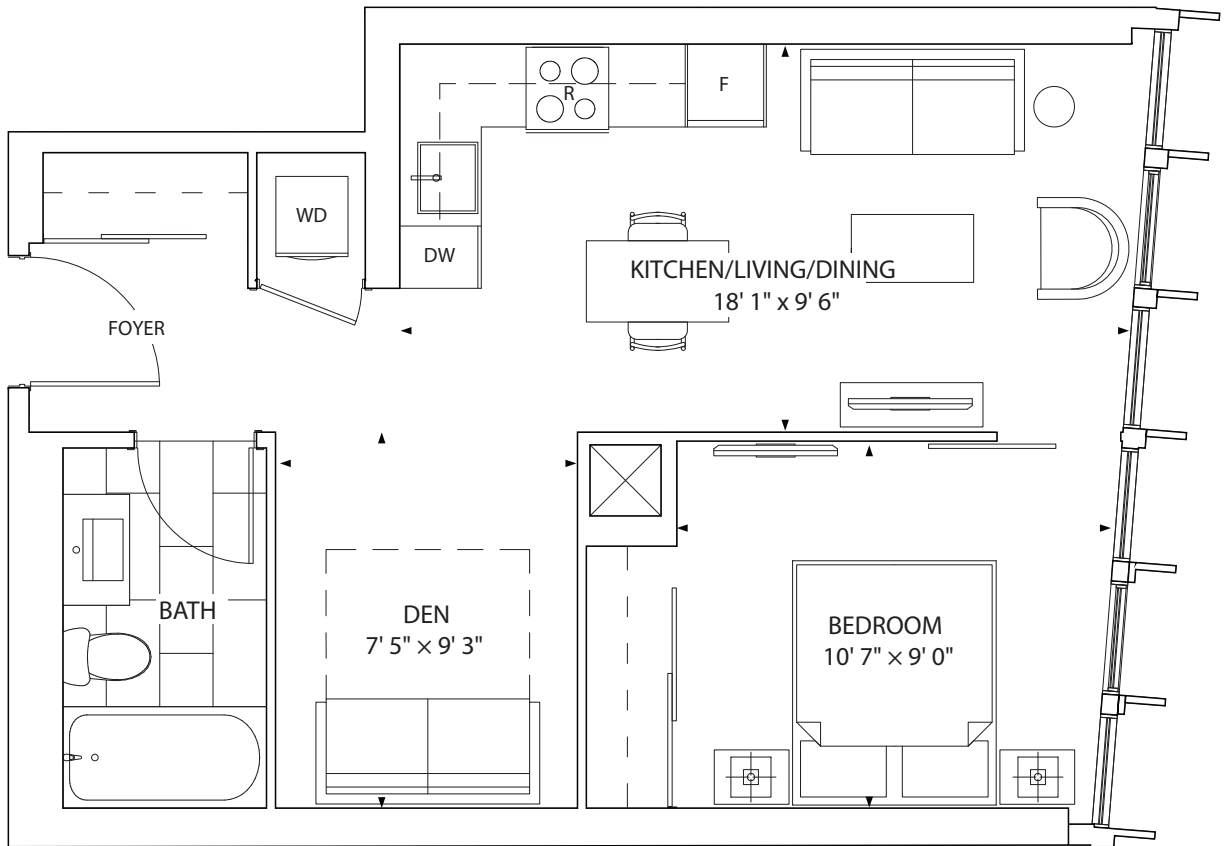 R
F
WD
DW
KITCHEN/LIVING/DINING
18' 1" x 9' 6"
FOYER
BATH
DEN
7' 5" × 9' 3"
BEDROOM
10' 7" × 9' 0"